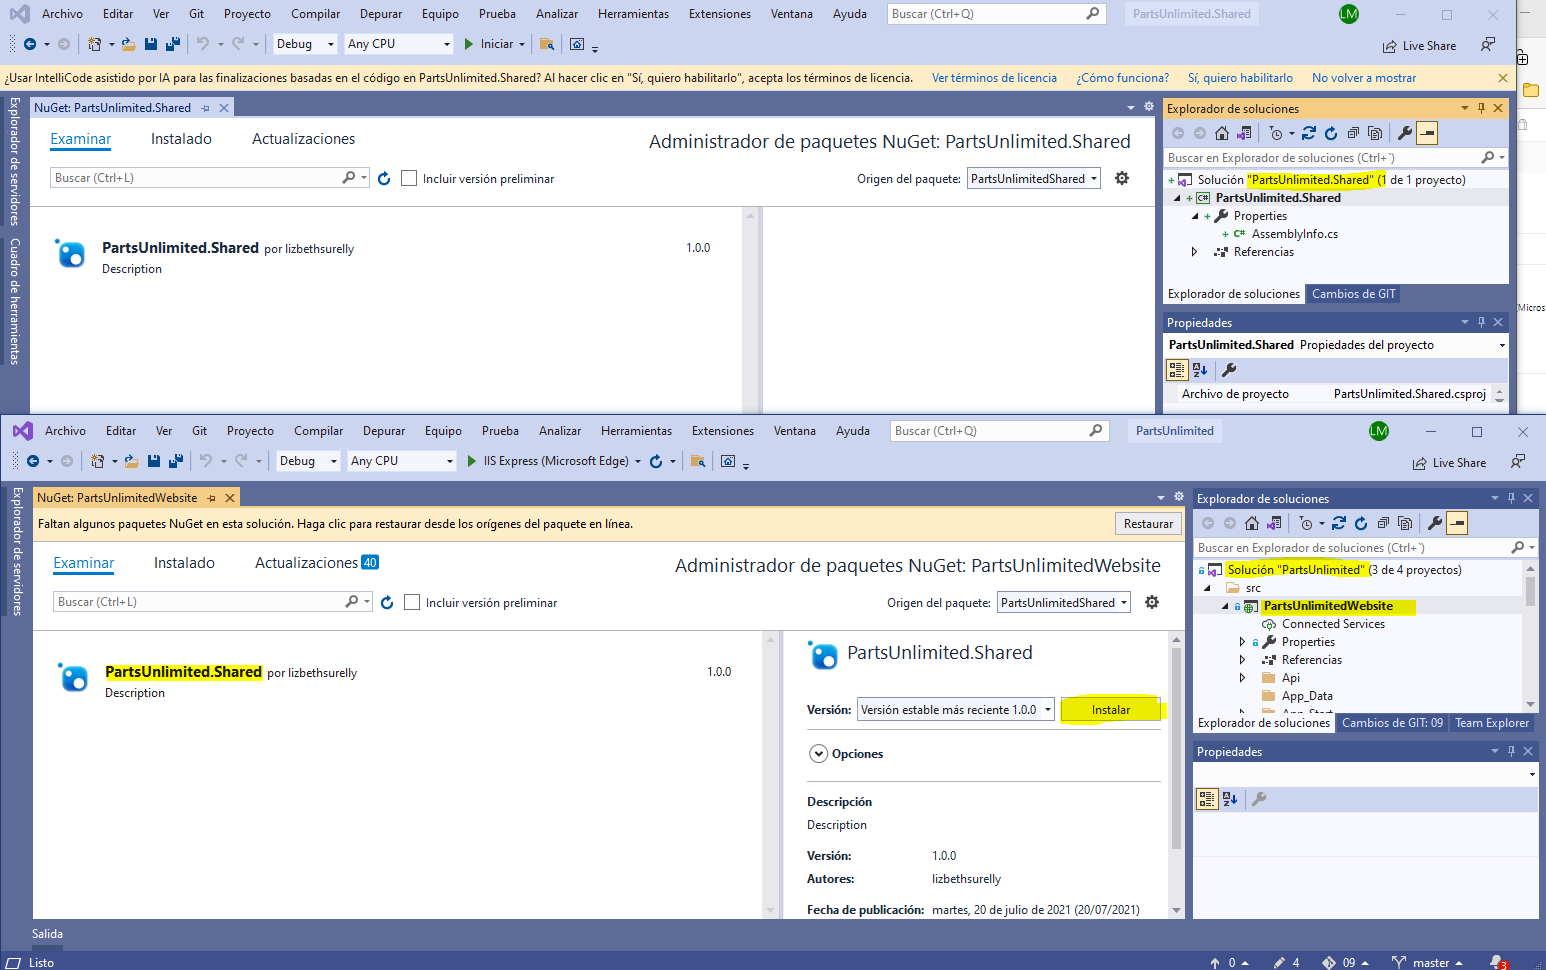 Archivo Editar Ver Git Proyecto Compilar Depurar Equipo Prueba Analizar Herramientas Extensiones Ventana Ayuda Buscar (Ctrl+Q) PartsUnlimited.Shared LM
Debug Any CPU Iniciar Live Share
¿Usar IntelliCode asistido por IA para las finalizaciones basadas en el código en PartsUnlimited.Shared? Al hacer clic en "Sí, quiero habilitarlo", acepta los términos de licencia. Ver términos de licencia ¿Cómo funciona? Sí, quiero habilitarlo No volver a mostrar
Explorador de servidores
Cuadro de herramientas
NuGet: PartsUnlimited.Shared
Examinar Instalado Actualizaciones
Administrador de paquetes NuGet: PartsUnlimited.Shared
Buscar (Ctrl+L) Incluir versión preliminar Origen del paquete: PartsUnlimitedShared
PartsUnlimited.Shared por lizbethsurelly 1.0.0
Description
Explorador de soluciones
Buscar en Explorador de soluciones (Ctrl+`)
Solución "PartsUnlimited.Shared" (1 de 1 proyecto)
C# PartsUnlimited.Shared
Properties
C# AssemblyInfo.cs
Referencias
Explorador de soluciones Cambios de GIT
(Micros
Propiedades
PartsUnlimited.Shared Propiedades del proyecto
Archivo de proyecto PartsUnlimited.Shared.csproj
Archivo Editar Ver Git Proyecto Compilar Depurar Equipo Prueba Analizar Herramientas Extensiones Ventana Ayuda Buscar (Ctrl+Q) PartsUnlimited LM
Debug Any CPU IIS Express (Microsoft Edge) Live Share
Explorador de servidores
NuGet: PartsUnlimitedWebsite
Faltan algunos paquetes NuGet en esta solución. Haga clic para restaurar desde los orígenes del paquete en línea. Restaurar
Examinar Instalado Actualizaciones 40
Administrador de paquetes NuGet: PartsUnlimitedWebsite
Buscar (Ctrl+L) Incluir versión preliminar Origen del paquete: PartsUnlimitedShared
PartsUnlimited.Shared por lizbethsurelly 1.0.0
Description
PartsUnlimited.Shared
Versión: Versión estable más reciente 1.0.0 Instalar
Opciones
Descripción
Description
Versión: 1.0.0
Autores: lizbethsurelly
Fecha de publicación: martes, 20 de julio de 2021 (20/07/2021)
Explorador de soluciones
Buscar en Explorador de soluciones (Ctrl+`)
Solución "PartsUnlimited" (3 de 4 proyectos)
src
PartsUnlimitedWebsite
Connected Services
Properties
Referencias
Api
App_Data
App_Start
Explorador de soluciones Cambios de GIT: 09 Team Explorer
Propiedades
Salida
Listo 0 4 09 master 3